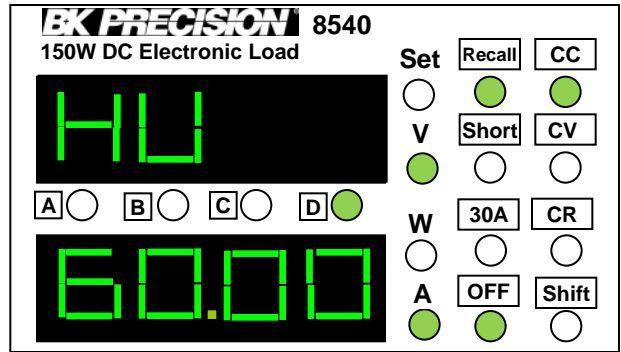 BK PRECISION 8540
150W DC Electronic Load
Set Recall CC
HU
V Short CV
A B C D
W 30A CR
60.00
A OFF Shift